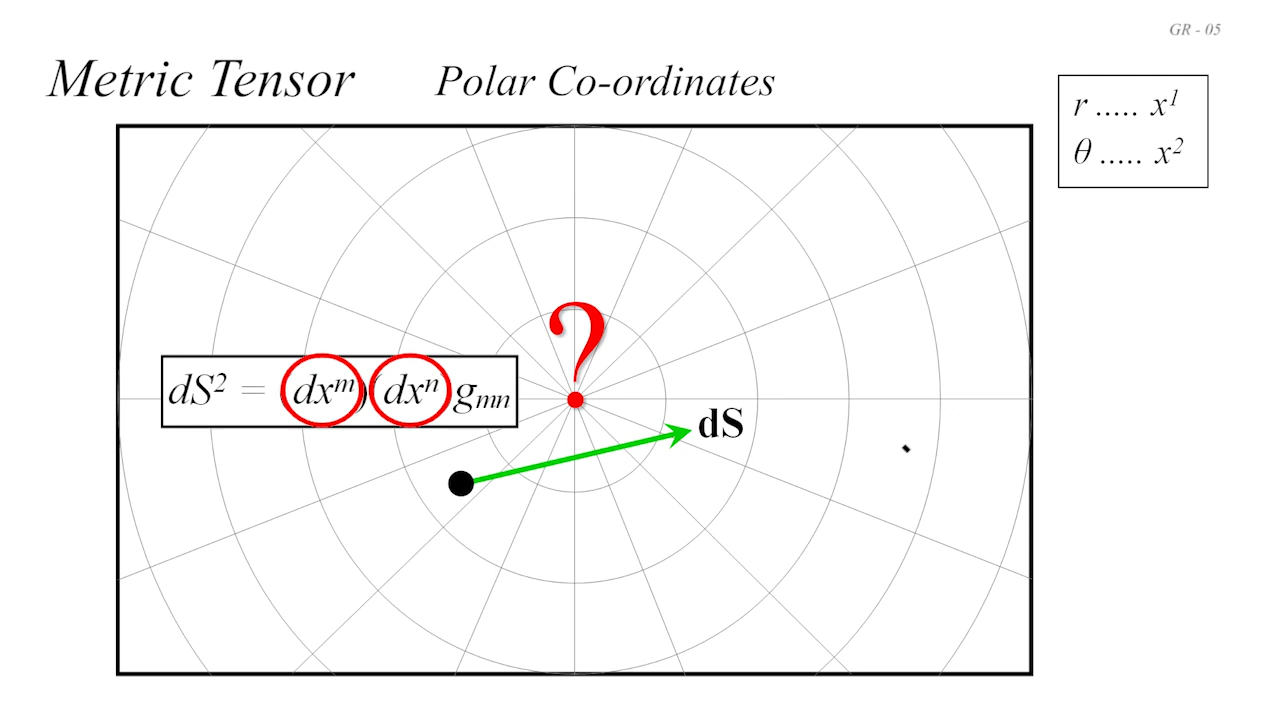 GR - 05
Metric Tensor Polar Co-ordinates
r ..... x¹
θ ..... x²
?
dS² = (dxᵐ)(dxⁿ) gₘₙ
dS